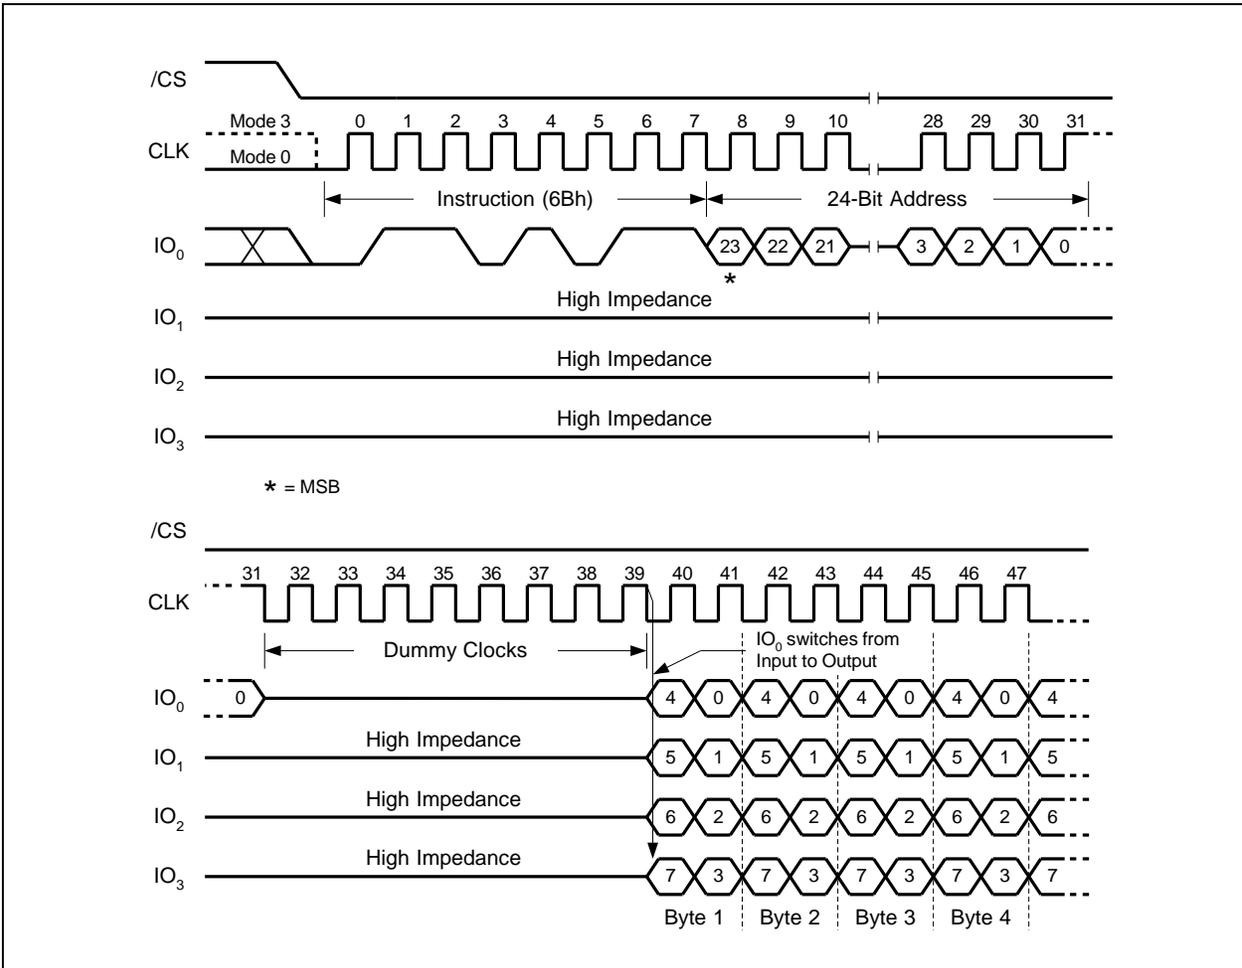 /CS
Mode 3 0 1 2 3 4 5 6 7 8 9 10 28 29 30 31
CLK
Mode 0
Instruction (6Bh) 24-Bit Address
IO0 23 22 21 3 2 1 0
*
High Impedance
IO1
High Impedance
IO2
High Impedance
IO3
* = MSB
/CS
31 32 33 34 35 36 37 38 39 40 41 42 43 44 45 46 47
CLK
Dummy Clocks
IO0 switches from
Input to Output
IO0 0 4 0 4 0 4 0 4 0 4
High Impedance
IO1 5 1 5 1 5 1 5 1 5
High Impedance
IO2 6 2 6 2 6 2 6 2 6
High Impedance
IO3 7 3 7 3 7 3 7 3 7
Byte 1 Byte 2 Byte 3 Byte 4